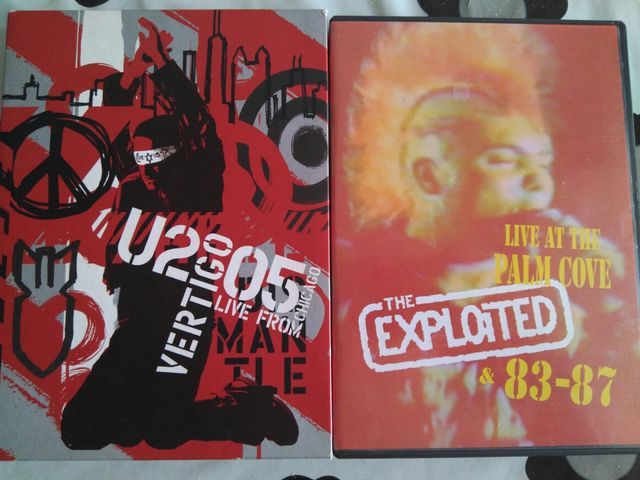 U2
VERTIGO
05
LIVE FROM
CHICAGO
MAN
TLE
LIVE AT THE
PALM COVE
THE
EXPLOiTED
& 83-87